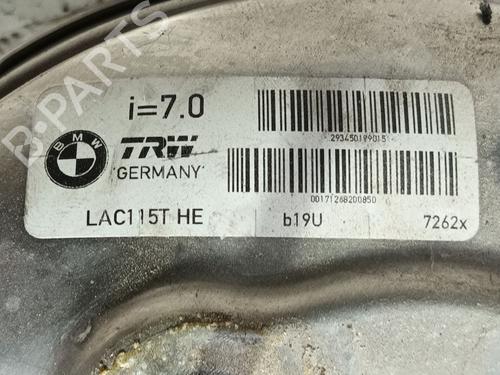 B-PARTS
i=7.0
293450199015
BMW
TRW
GERMANY
00171268200850
LAC115T HE b19U 7262x